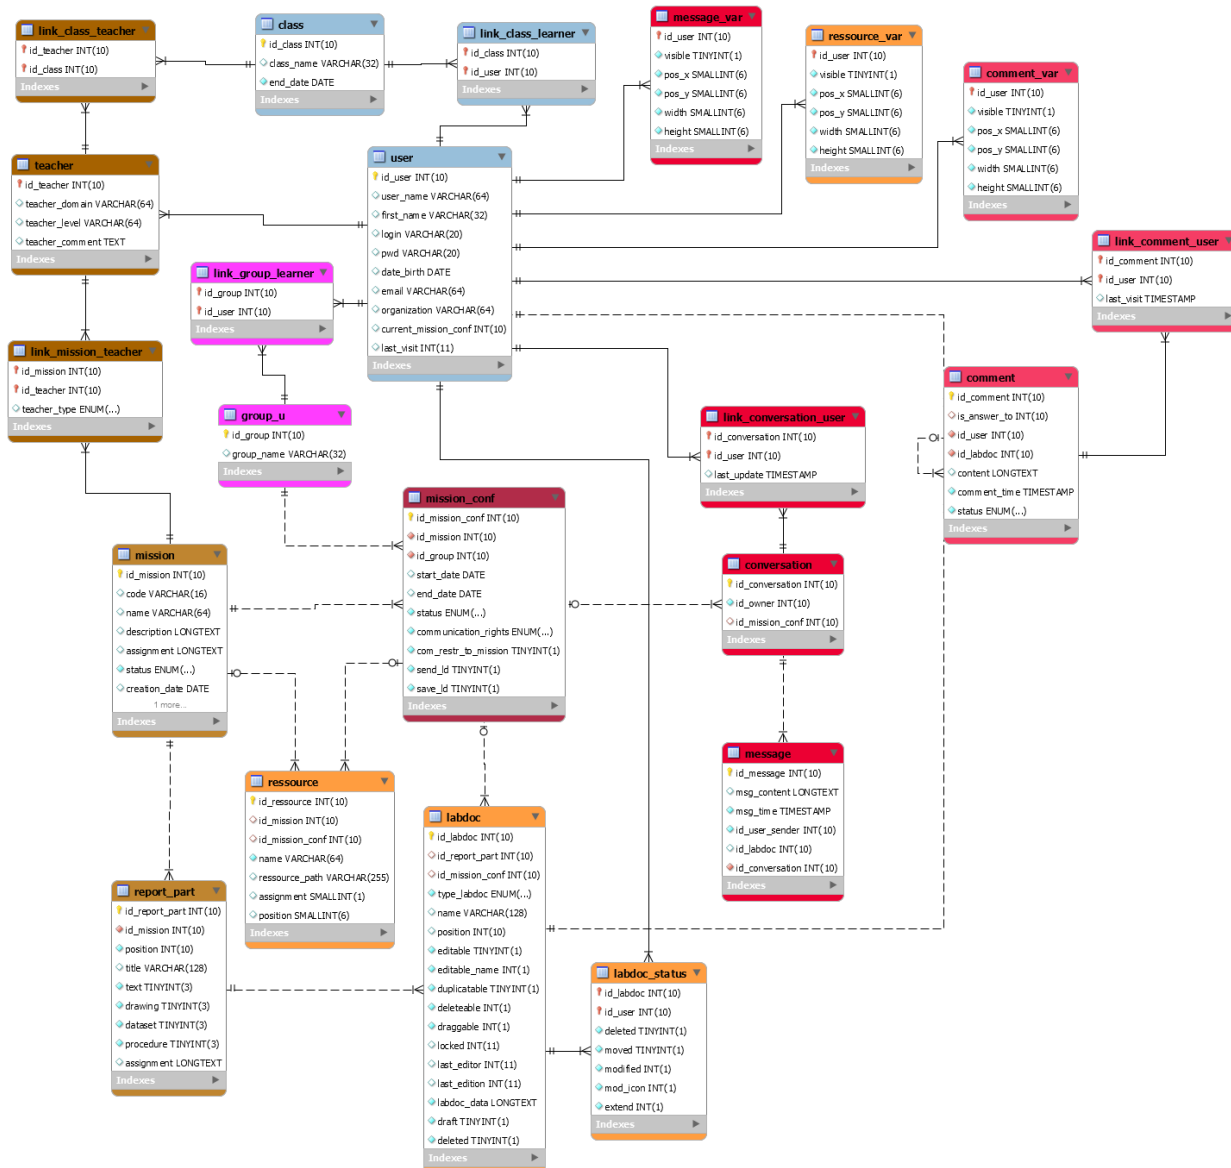 link_class_teacher
id_teacher INT(10)
id_class INT(10)
Indexes
class
id_class INT(10)
class_name VARCHAR(32)
end_date DATE
Indexes
link_class_learner
id_class INT(10)
id_user INT(10)
Indexes
message_var
id_user INT(10)
visible TINYINT(1)
pos_x SMALLINT(6)
pos_y SMALLINT(6)
width SMALLINT(6)
height SMALLINT(6)
Indexes
ressource_var
id_user INT(10)
visible TINYINT(1)
pos_x SMALLINT(6)
pos_y SMALLINT(6)
width SMALLINT(6)
height SMALLINT(6)
Indexes
comment_var
id_user INT(10)
visible TINYINT(1)
pos_x SMALLINT(6)
pos_y SMALLINT(6)
width SMALLINT(6)
height SMALLINT(6)
Indexes
teacher
id_teacher INT(10)
teacher_domain VARCHAR(64)
teacher_level VARCHAR(64)
teacher_comment TEXT
Indexes
user
id_user INT(10)
user_name VARCHAR(64)
first_name VARCHAR(32)
login VARCHAR(20)
pwd VARCHAR(20)
date_birth DATE
email VARCHAR(64)
organization VARCHAR(64)
current_mission_conf INT(10)
last_visit INT(11)
Indexes
link_comment_user
id_comment INT(10)
id_user INT(10)
last_visit TIMESTAMP
Indexes
link_group_learner
id_group INT(10)
id_user INT(10)
Indexes
link_mission_teacher
id_mission INT(10)
id_teacher INT(10)
teacher_type ENUM(...)
Indexes
group_u
id_group INT(10)
group_name VARCHAR(32)
Indexes
link_conversation_user
id_conversation INT(10)
id_user INT(10)
last_update TIMESTAMP
Indexes
comment
id_comment INT(10)
is_answer_to INT(10)
id_user INT(10)
id_labdoc INT(10)
content LONGTEXT
comment_time TIMESTAMP
status ENUM(...)
Indexes
mission_conf
id_mission_conf INT(10)
id_mission INT(10)
id_group INT(10)
start_date DATE
end_date DATE
status ENUM(...)
communication_rights ENUM(...)
com_restr_to_mission TINYINT(1)
send_ld TINYINT(1)
save_ld TINYINT(1)
Indexes
mission
id_mission INT(10)
code VARCHAR(16)
name VARCHAR(64)
description LONGTEXT
assignment LONGTEXT
status ENUM(...)
creation_date DATE
1 more...
Indexes
conversation
id_conversation INT(10)
id_owner INT(10)
id_mission_conf INT(10)
Indexes
message
id_message INT(10)
msg_content LONGTEXT
msg_time TIMESTAMP
id_user_sender INT(10)
id_labdoc INT(10)
id_conversation INT(10)
Indexes
ressource
id_ressource INT(10)
id_mission INT(10)
id_mission_conf INT(10)
name VARCHAR(64)
ressource_path VARCHAR(255)
assignment SMALLINT(1)
position SMALLINT(6)
Indexes
labdoc
id_labdoc INT(10)
id_report_part INT(10)
id_mission_conf INT(10)
type_labdoc ENUM(...)
name VARCHAR(128)
position INT(10)
editable TINYINT(1)
editable_name INT(1)
duplicatable TINYINT(1)
deleteable INT(1)
draggable INT(1)
locked INT(11)
last_editor INT(11)
last_edition INT(11)
labdoc_data LONGTEXT
draft TINYINT(1)
deleted TINYINT(1)
Indexes
report_part
id_report_part INT(10)
id_mission INT(10)
position INT(10)
title VARCHAR(128)
text TINYINT(3)
drawing TINYINT(3)
dataset TINYINT(3)
procedure TINYINT(3)
assignment LONGTEXT
Indexes
labdoc_status
id_labdoc INT(10)
id_user INT(10)
deleted TINYINT(1)
moved TINYINT(1)
modified INT(1)
mod_icon INT(1)
extend INT(1)
Indexes